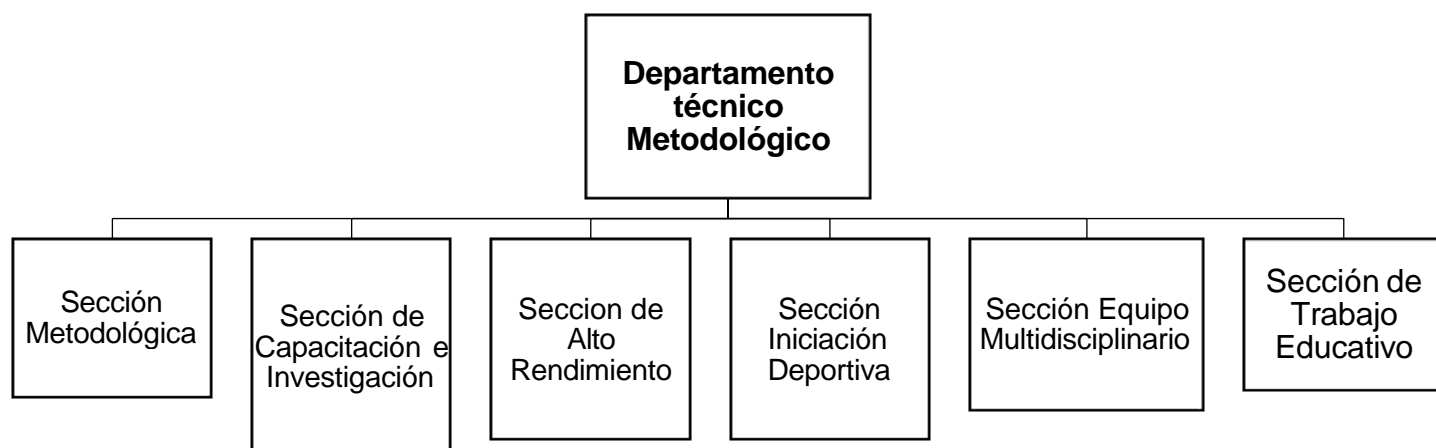 Departamento
técnico
Metodológico
Sección
Metodológica
Sección de
Capacitación e
Investigación
Seccion de
Alto
Rendimiento
Sección
Iniciación
Deportiva
Sección Equipo
Multidisciplinario
Sección de
Trabajo
Educativo